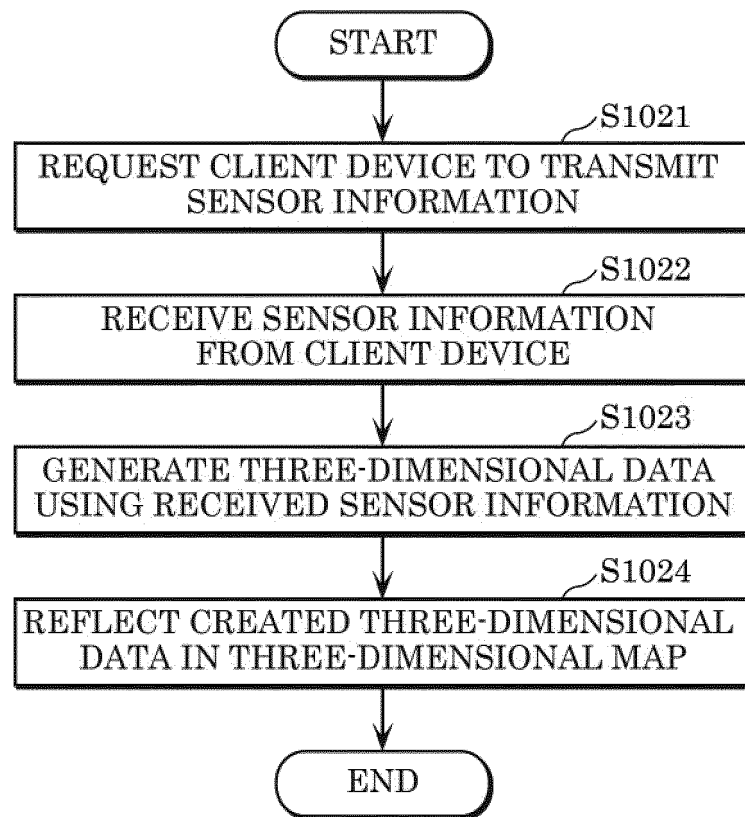 START
S1021
REQUEST CLIENT DEVICE TO TRANSMIT
SENSOR INFORMATION
S1022
RECEIVE SENSOR INFORMATION
FROM CLIENT DEVICE
S1023
GENERATE THREE-DIMENSIONAL DATA
USING RECEIVED SENSOR INFORMATION
S1024
REFLECT CREATED THREE-DIMENSIONAL
DATA IN THREE-DIMENSIONAL MAP
END